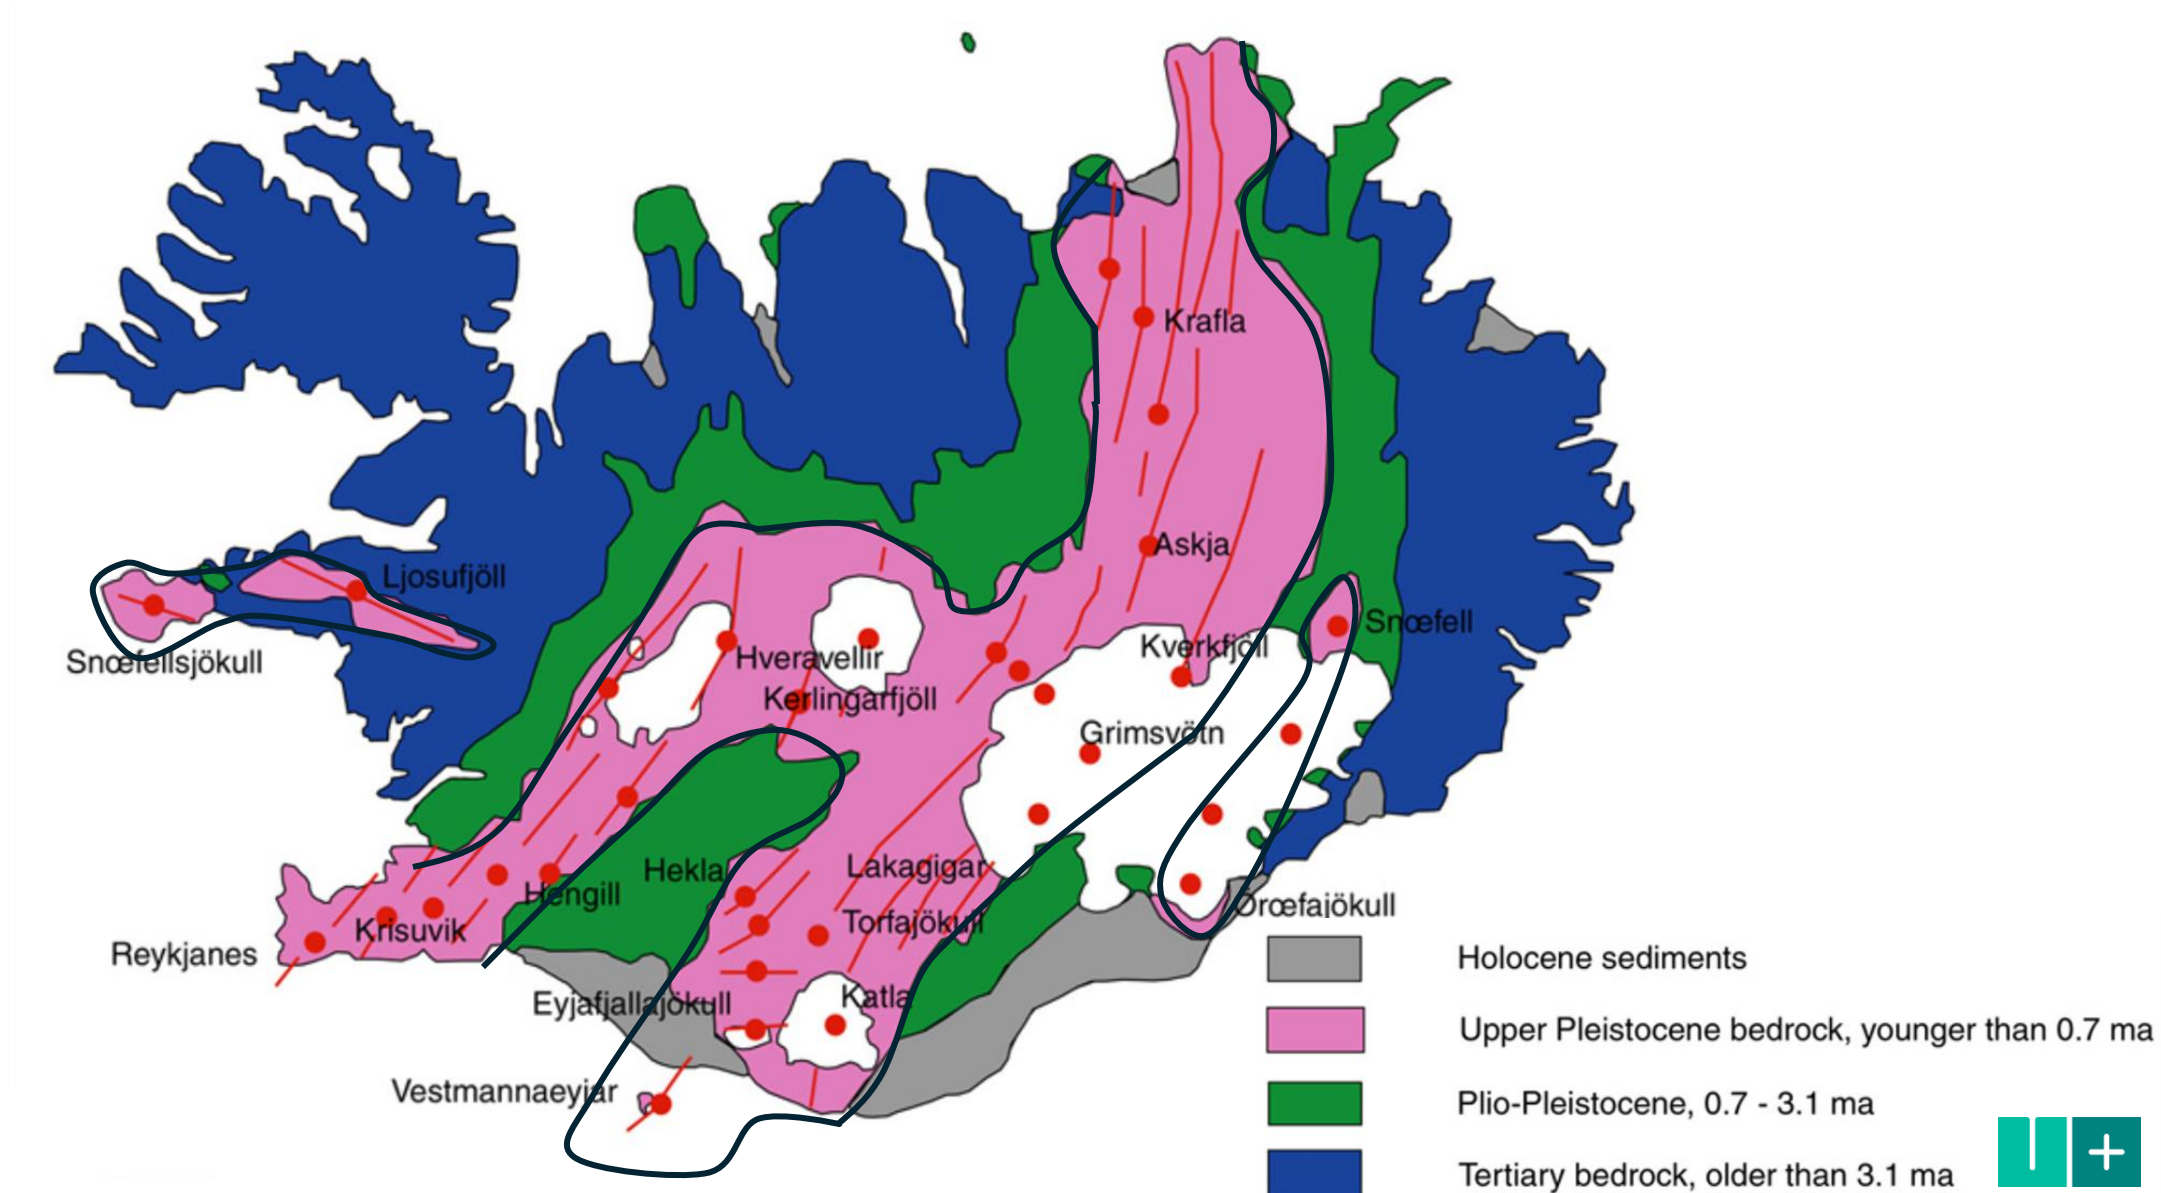 Krafla
Askja
Ljosufjöll
Snœfellsjökull
Snœfell
Kverkfjöll
Hveravellir
Kerlingarfjöll
Grimsvötn
Hekla
Lakagigar
Hengill
Torfajökull
Örœfajökull
Krisuvik
Reykjanes
Katla
Eyjafjallajökull
Vestmannaeyjar
Holocene sediments
Upper Pleistocene bedrock, younger than 0.7 ma
Plio-Pleistocene, 0.7 - 3.1 ma
Tertiary bedrock, older than 3.1 ma